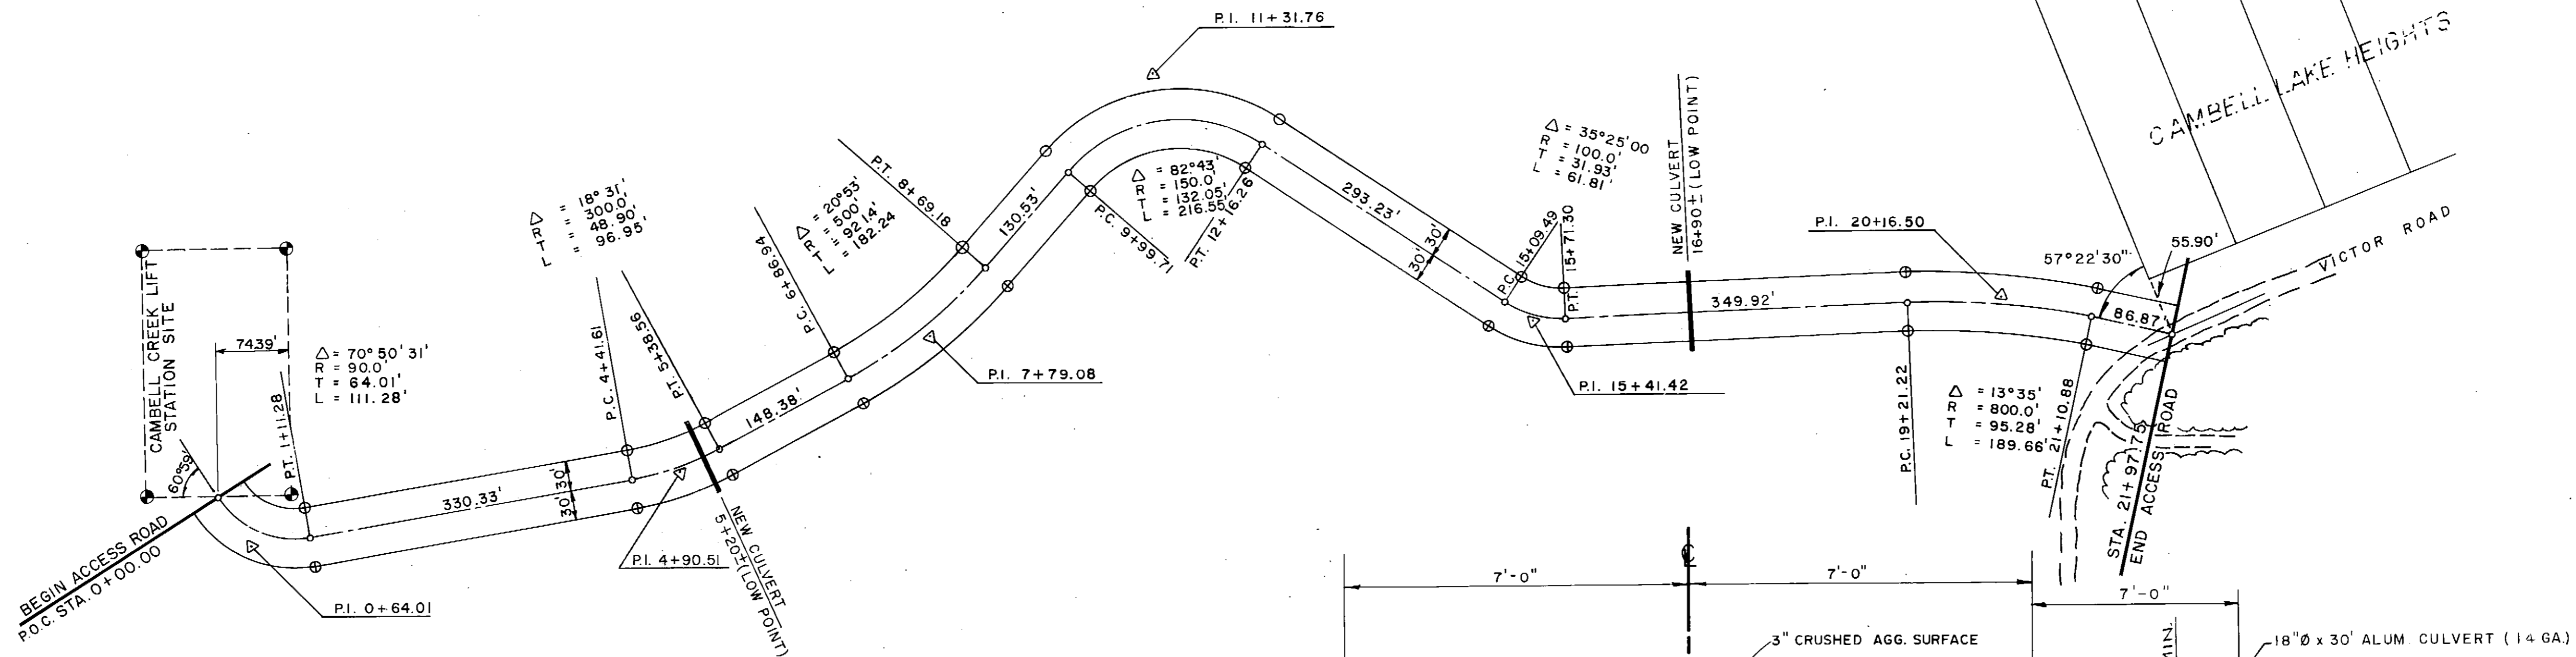 P.I. 11+31.76
CAMBELL LAKE HEIGHTS
VICTOR ROAD
CAMBELL CREEK LIFT
STATION SITE
74.39'
60°59'
BEGIN ACCESS ROAD
P.O.C. STA. 0+00.00
P.I. 0+64.01
P.T. 1+11.28
Δ = 70°50'31"
R = 90.0'
T = 64.01'
L = 111.28'
330.33'
30' 30'
P.C. 4+41.61
P.T. 5+38.56
Δ = 18°31'
R = 300.0'
T = 48.90'
L = 96.95'
P.I. 4+90.51
NEW CULVERT
5+20±(LOW POINT)
148.38'
P.C. 6+86.94
Δ = 20°53'
R = 500'
T = 92.14'
L = 182.24
P.T. 8+69.18
P.I. 7+79.08
130.53'
P.C. 9+99.71
Δ = 82°43'
R = 150.0'
T = 132.05'
L = 216.55'
P.T. 12+16.26
293.23'
30' 30'
P.C. 15+09.49
P.T. 15+71.30
Δ = 35°25'00
R = 100.0'
T = 31.93'
L = 61.81'
P.I. 15+41.42
NEW CULVERT
16+90±(LOW POINT)
349.92'
P.I. 20+16.50
P.C. 19+21.22
Δ = 13°35'
R = 800.0'
T = 95.28'
L = 189.66'
P.T. 21+10.88
57°22'30"
55.90'
86.87'
STA. 21+97.75
END ACCESS ROAD
7'-0"
7'-0"
7'-0"
3" CRUSHED AGG. SURFACE
MIN.
18"Ø x 30' ALUM. CULVERT (14 GA.)